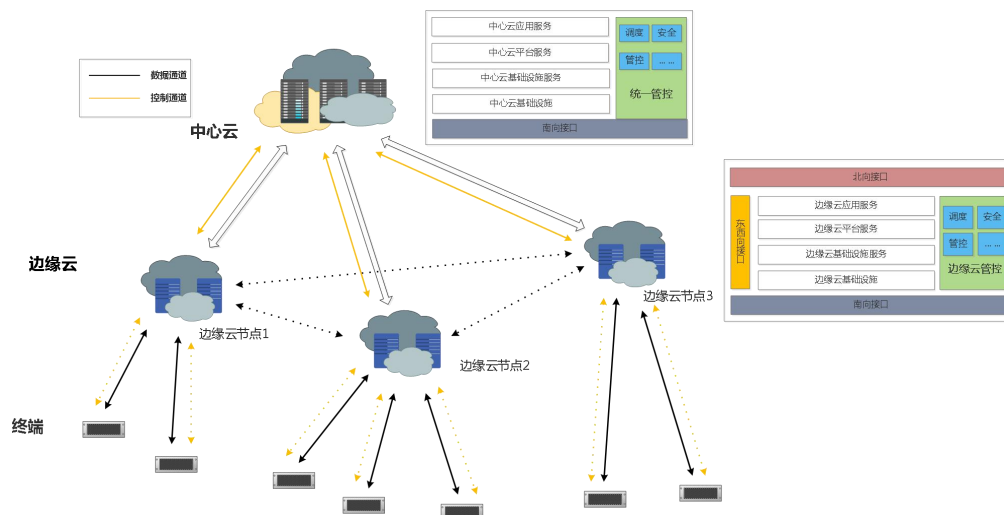 数据通道
控制通道
中心云
中心云应用服务
中心云平台服务
中心云基础设施服务
中心云基础设施
调度
安全
管控
... ...
统一管控
南向接口
北向接口
东西向接口
边缘云应用服务
边缘云平台服务
边缘云基础设施服务
边缘云基础设施
调度
安全
管控
... ...
边缘云管控
南向接口
边缘云
边缘云节点1
边缘云节点2
边缘云节点3
终端